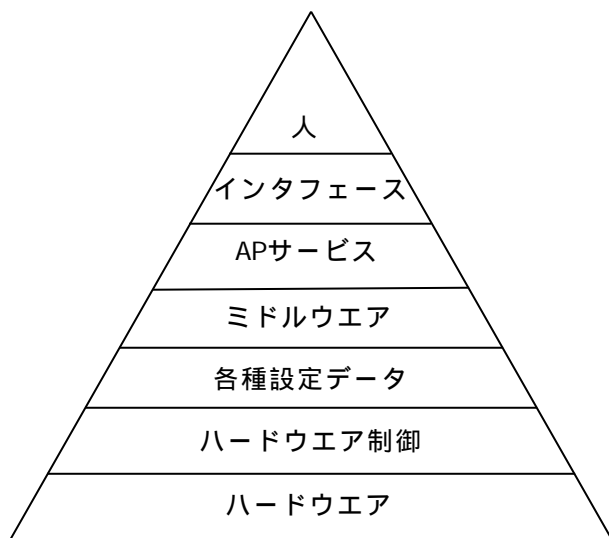 人
インタフェース
APサービス
ミドルウエア
各種設定データ
ハードウエア制御
ハードウエア